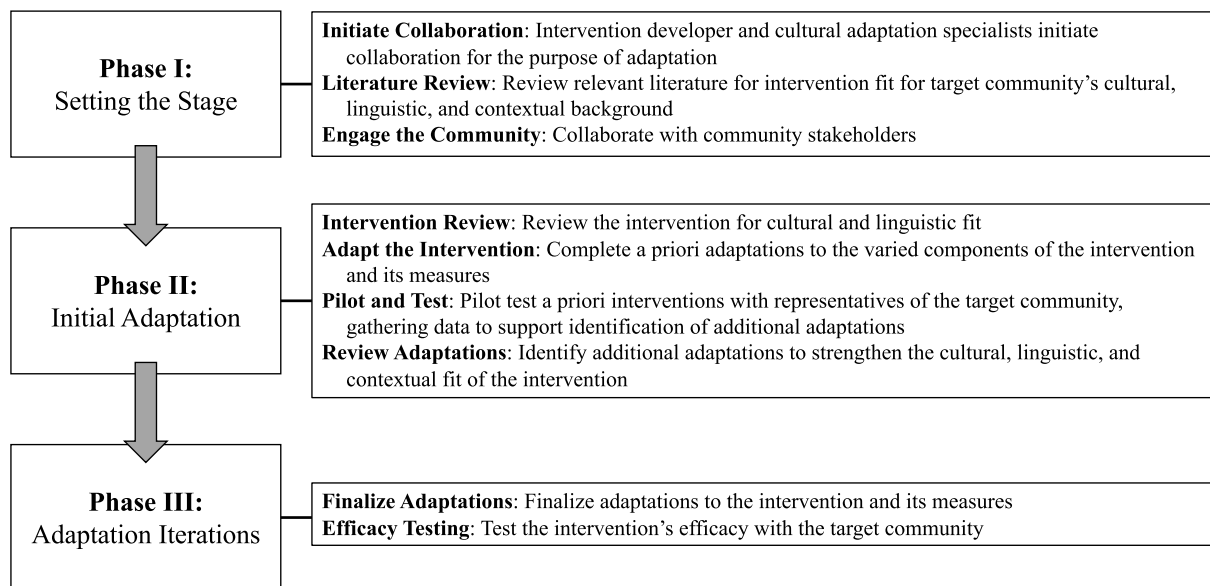 Phase I:
Setting the Stage
Initiate Collaboration: Intervention developer and cultural adaptation specialists initiate
collaboration for the purpose of adaptation
Literature Review: Review relevant literature for intervention fit for target community’s cultural,
linguistic, and contextual background
Engage the Community: Collaborate with community stakeholders
Phase II:
Initial Adaptation
Intervention Review: Review the intervention for cultural and linguistic fit
Adapt the Intervention: Complete a priori adaptations to the varied components of the intervention
and its measures
Pilot and Test: Pilot test a priori interventions with representatives of the target community,
gathering data to support identification of additional adaptations
Review Adaptations: Identify additional adaptations to strengthen the cultural, linguistic, and
contextual fit of the intervention
Phase III:
Adaptation Iterations
Finalize Adaptations: Finalize adaptations to the intervention and its measures
Efficacy Testing: Test the intervention’s efficacy with the target community